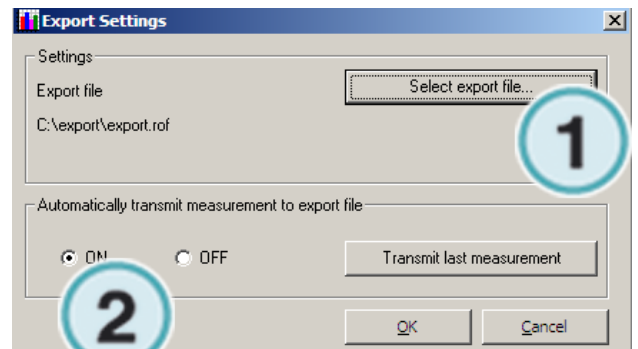 Export Settings
Settings
Export file
Select export file...
C:\export\export.rof
1
Automatically transmit measurement to export file
ON
OFF
Transmit last measurement
2
OK
Cancel